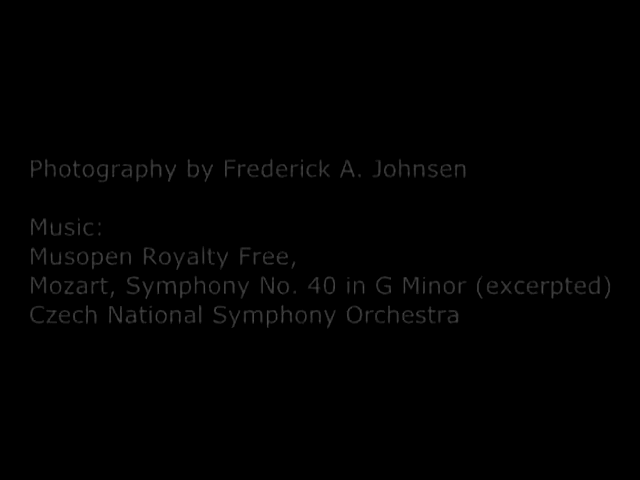 Photography by Frederick A. Johnsen
Music:
Musopen Royalty Free,
Mozart, Symphony No. 40 in G Minor (excerpted)
Czech National Symphony Orchestra